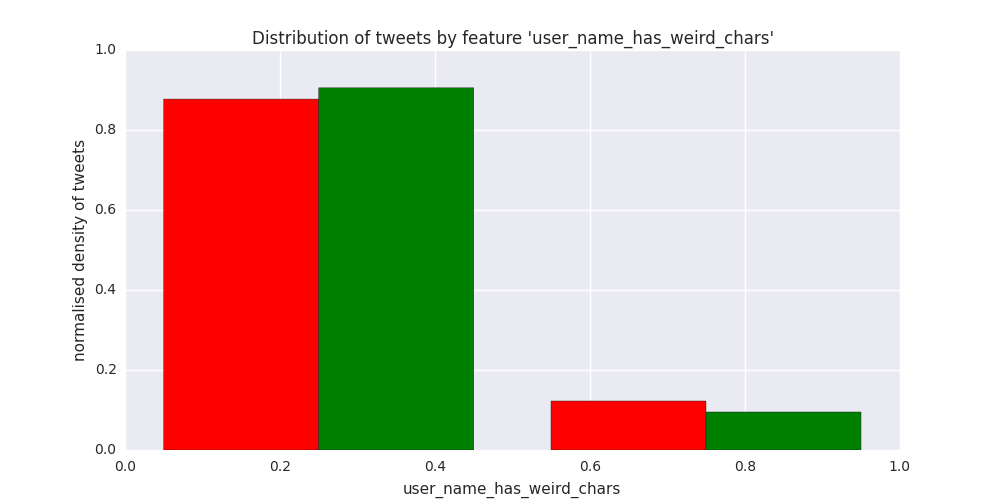 Distribution of tweets by feature 'user_name_has_weird_chars'
normalised density of tweets
1.0
0.8
0.6
0.4
0.2
0.0
0.0 0.2 0.4 0.6 0.8 1.0
user_name_has_weird_chars